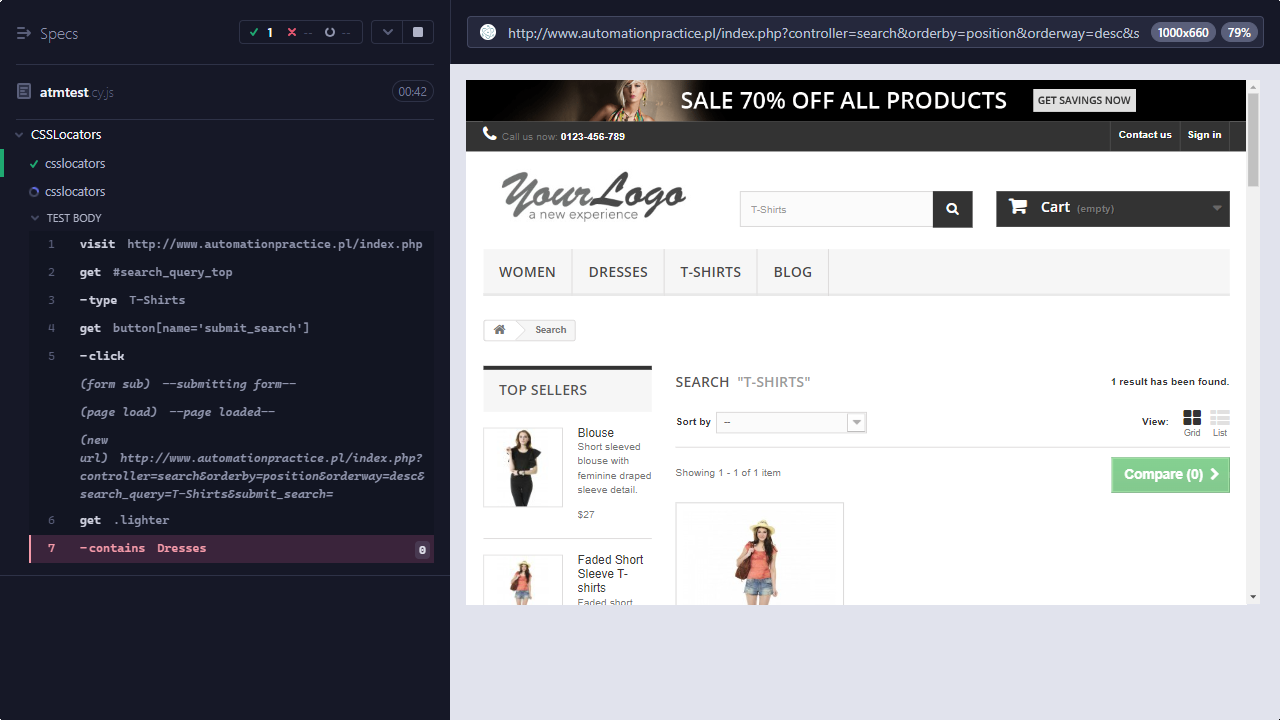 Specs
1
--
--
atmtest.cy.js
00:42
CSSLocators
csslocators
csslocators
TEST BODY
1 visit http://www.automationpractice.pl/index.php
2 get #search_query_top
3 -type T-Shirts
4 get button[name='submit_search']
5 -click
(form sub) --submitting form--
(page load) --page loaded--
(new
url) http://www.automationpractice.pl/index.php?
controller=search&orderby=position&orderway=desc&
search_query=T-Shirts&submit_search=
6 get .lighter
7 -contains Dresses 0
http://www.automationpractice.pl/index.php?controller=search&orderby=position&orderway=desc&s
1000x660
79%
SALE 70% OFF ALL PRODUCTS
GET SAVINGS NOW
Call us now: 0123-456-789
Contact us
Sign in
YourLogo
a new experience
T-Shirts
Cart (empty)
WOMEN
DRESSES
T-SHIRTS
BLOG
Search
TOP SELLERS
Blouse
Short sleeved
blouse with
feminine draped
sleeve detail.
$27
Faded Short
Sleeve T-
shirts
Faded short
SEARCH "T-SHIRTS"
1 result has been found.
Sort by
--
View:
Grid
List
Showing 1 - 1 of 1 item
Compare (0)